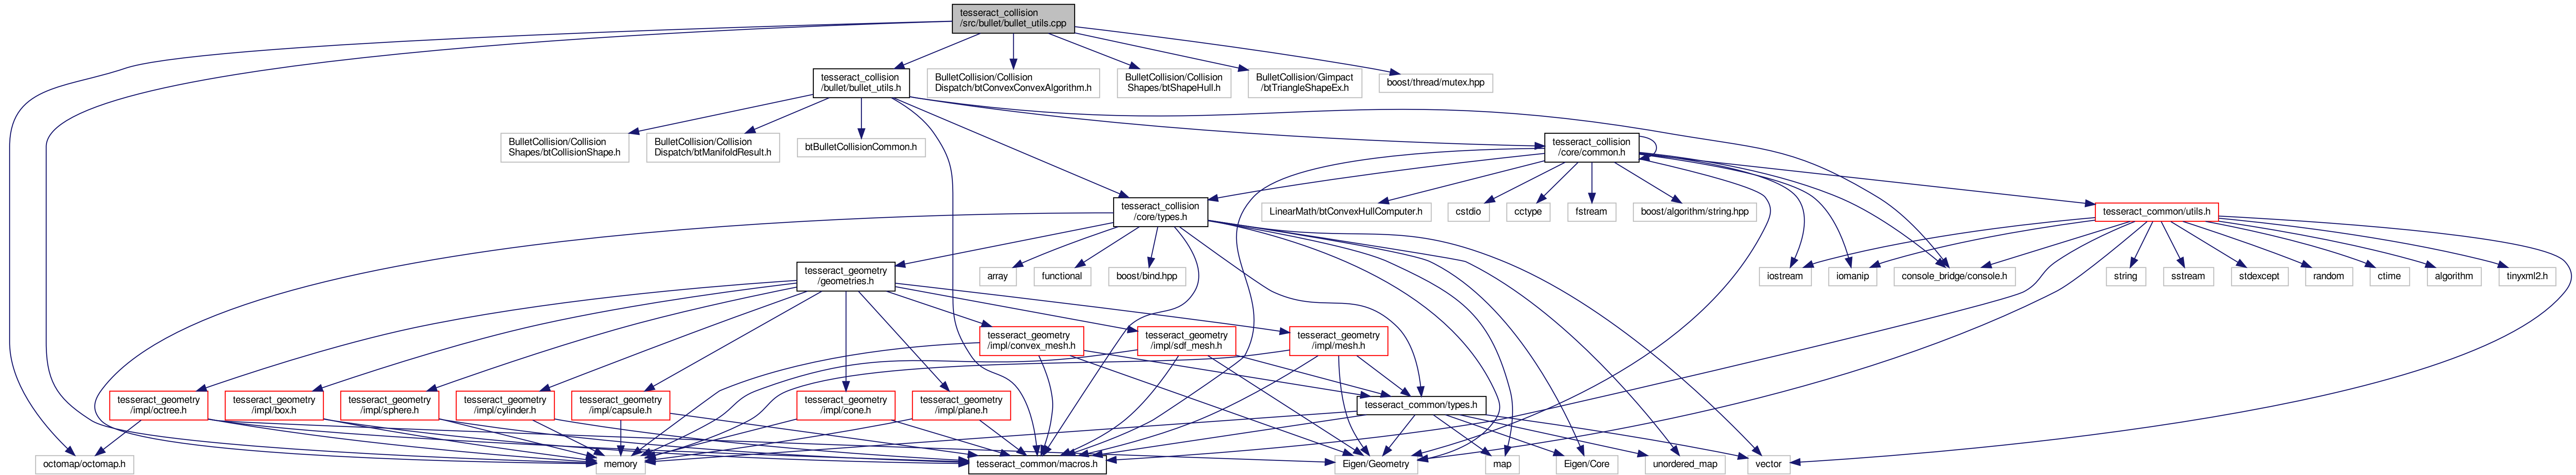 tesseract_collision
/src/bullet/bullet_utils.cpp
tesseract_collision
/bullet/bullet_utils.h
BulletCollision/Collision
Dispatch/btConvexConvexAlgorithm.h
BulletCollision/Collision
Shapes/btShapeHull.h
BulletCollision/Gimpact
/btTriangleShapeEx.h
boost/thread/mutex.hpp
BulletCollision/Collision
Shapes/btCollisionShape.h
BulletCollision/Collision
Dispatch/btManifoldResult.h
btBulletCollisionCommon.h
tesseract_collision
/core/common.h
tesseract_collision
/core/types.h
LinearMath/btConvexHullComputer.h
cstdio
cctype
fstream
boost/algorithm/string.hpp
tesseract_common/utils.h
tesseract_geometry
/geometries.h
array
functional
boost/bind.hpp
iostream
iomanip
console_bridge/console.h
string
sstream
stdexcept
random
ctime
algorithm
tinyxml2.h
tesseract_geometry
/impl/convex_mesh.h
tesseract_geometry
/impl/sdf_mesh.h
tesseract_geometry
/impl/mesh.h
tesseract_geometry
/impl/octree.h
tesseract_geometry
/impl/box.h
tesseract_geometry
/impl/sphere.h
tesseract_geometry
/impl/cylinder.h
tesseract_geometry
/impl/capsule.h
tesseract_geometry
/impl/cone.h
tesseract_geometry
/impl/plane.h
tesseract_common/types.h
octomap/octomap.h
memory
tesseract_common/macros.h
Eigen/Geometry
map
Eigen/Core
unordered_map
vector